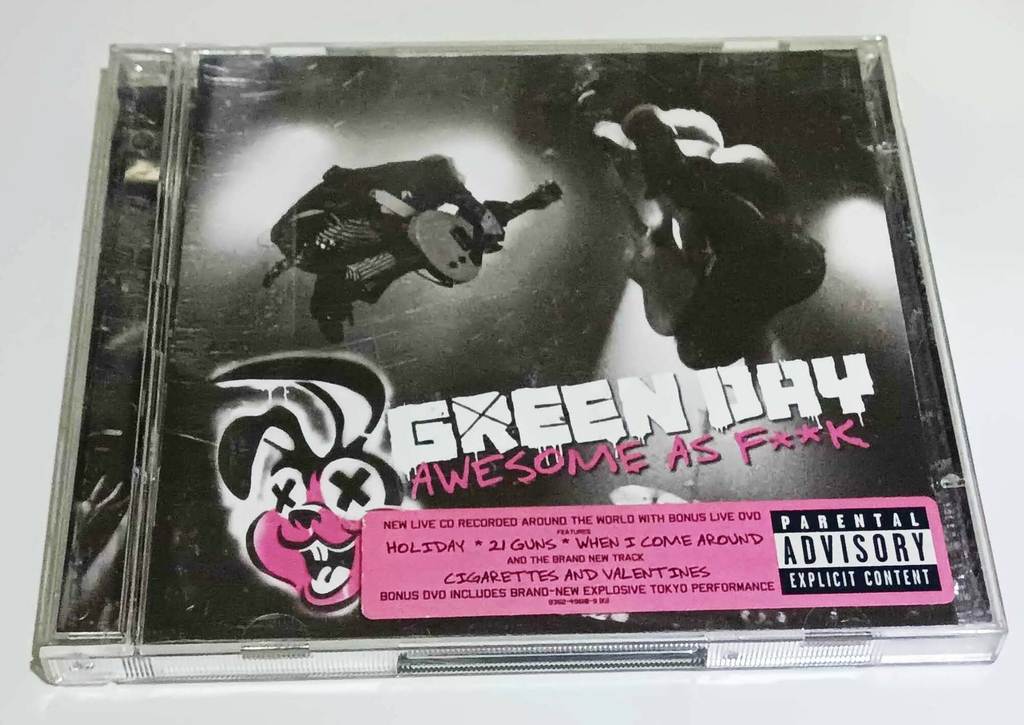 GREEN DAY
AWESOME AS F**K
NEW LIVE CD RECORDED AROUND THE WORLD WITH BONUS LIVE DVD
FEATURES
HOLIDAY * 21 GUNS * WHEN I COME AROUND
AND THE BRAND NEW TRACK
CIGARETTES AND VALENTINES
BONUS DVD INCLUDES BRAND-NEW EXPLOSIVE TOKYO PERFORMANCE
PARENTAL
ADVISORY
EXPLICIT CONTENT